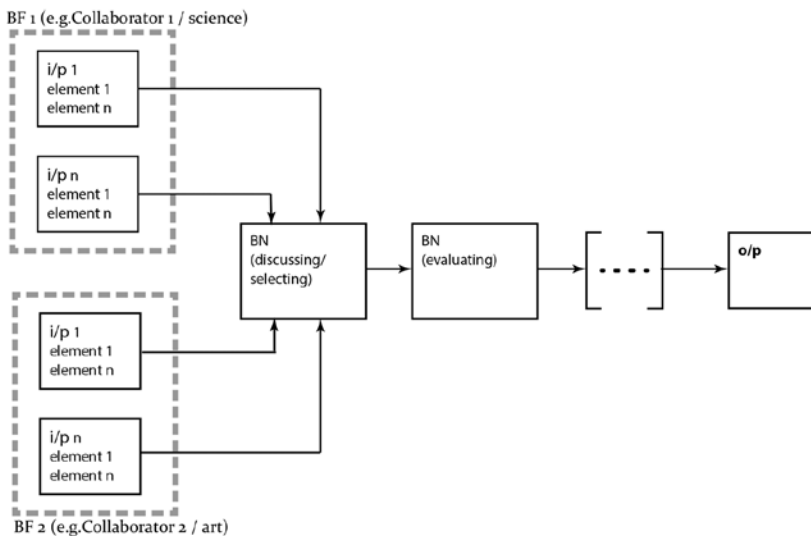 BF 1 (e.g.Collaborator 1 / science)
i/p 1
element 1
element n
i/p n
element 1
element n
BN
(discussing/
selecting)
BN
(evaluating)
....
o/p
i/p 1
element 1
element n
i/p n
element 1
element n
BF 2 (e.g.Collaborator 2 / art)